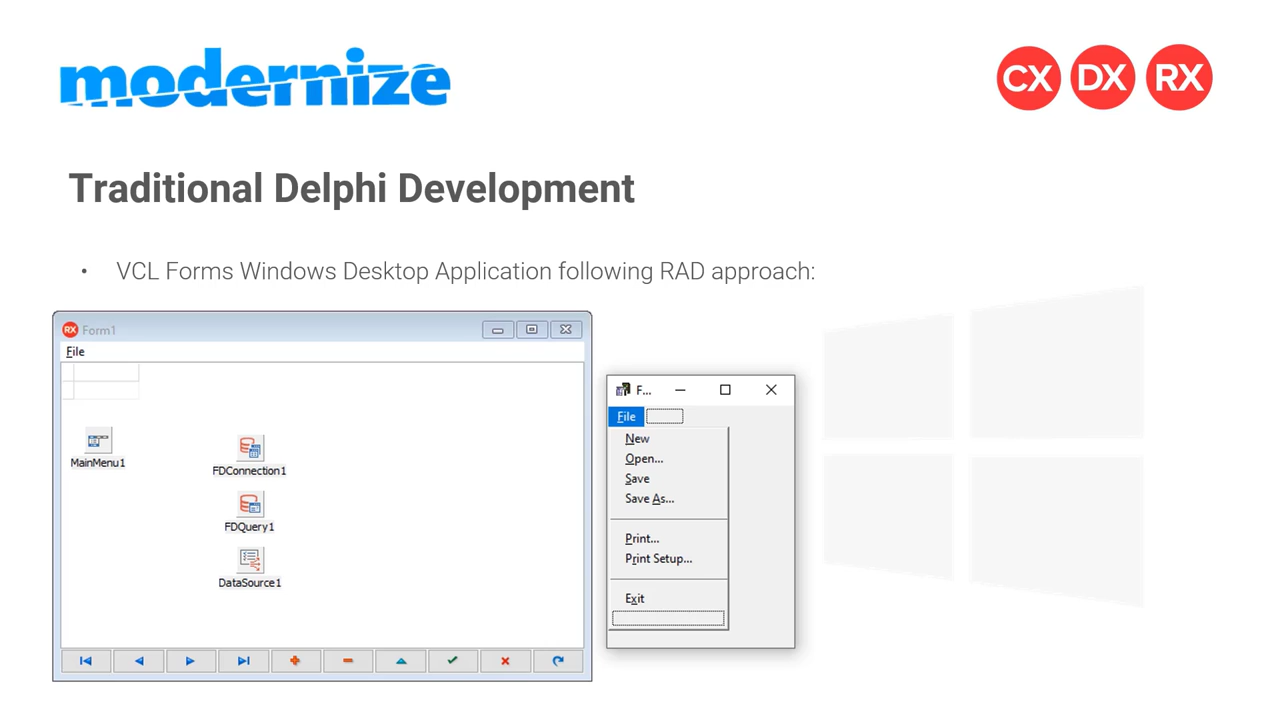 modernize
CX DX RX
Traditional Delphi Development
• VCL Forms Windows Desktop Application following RAD approach:
RX Form1
File
MainMenu1
FDConnection1
FDQuery1
DataSource1
F...
File
New
Open...
Save
Save As...
Print...
Print Setup...
Exit